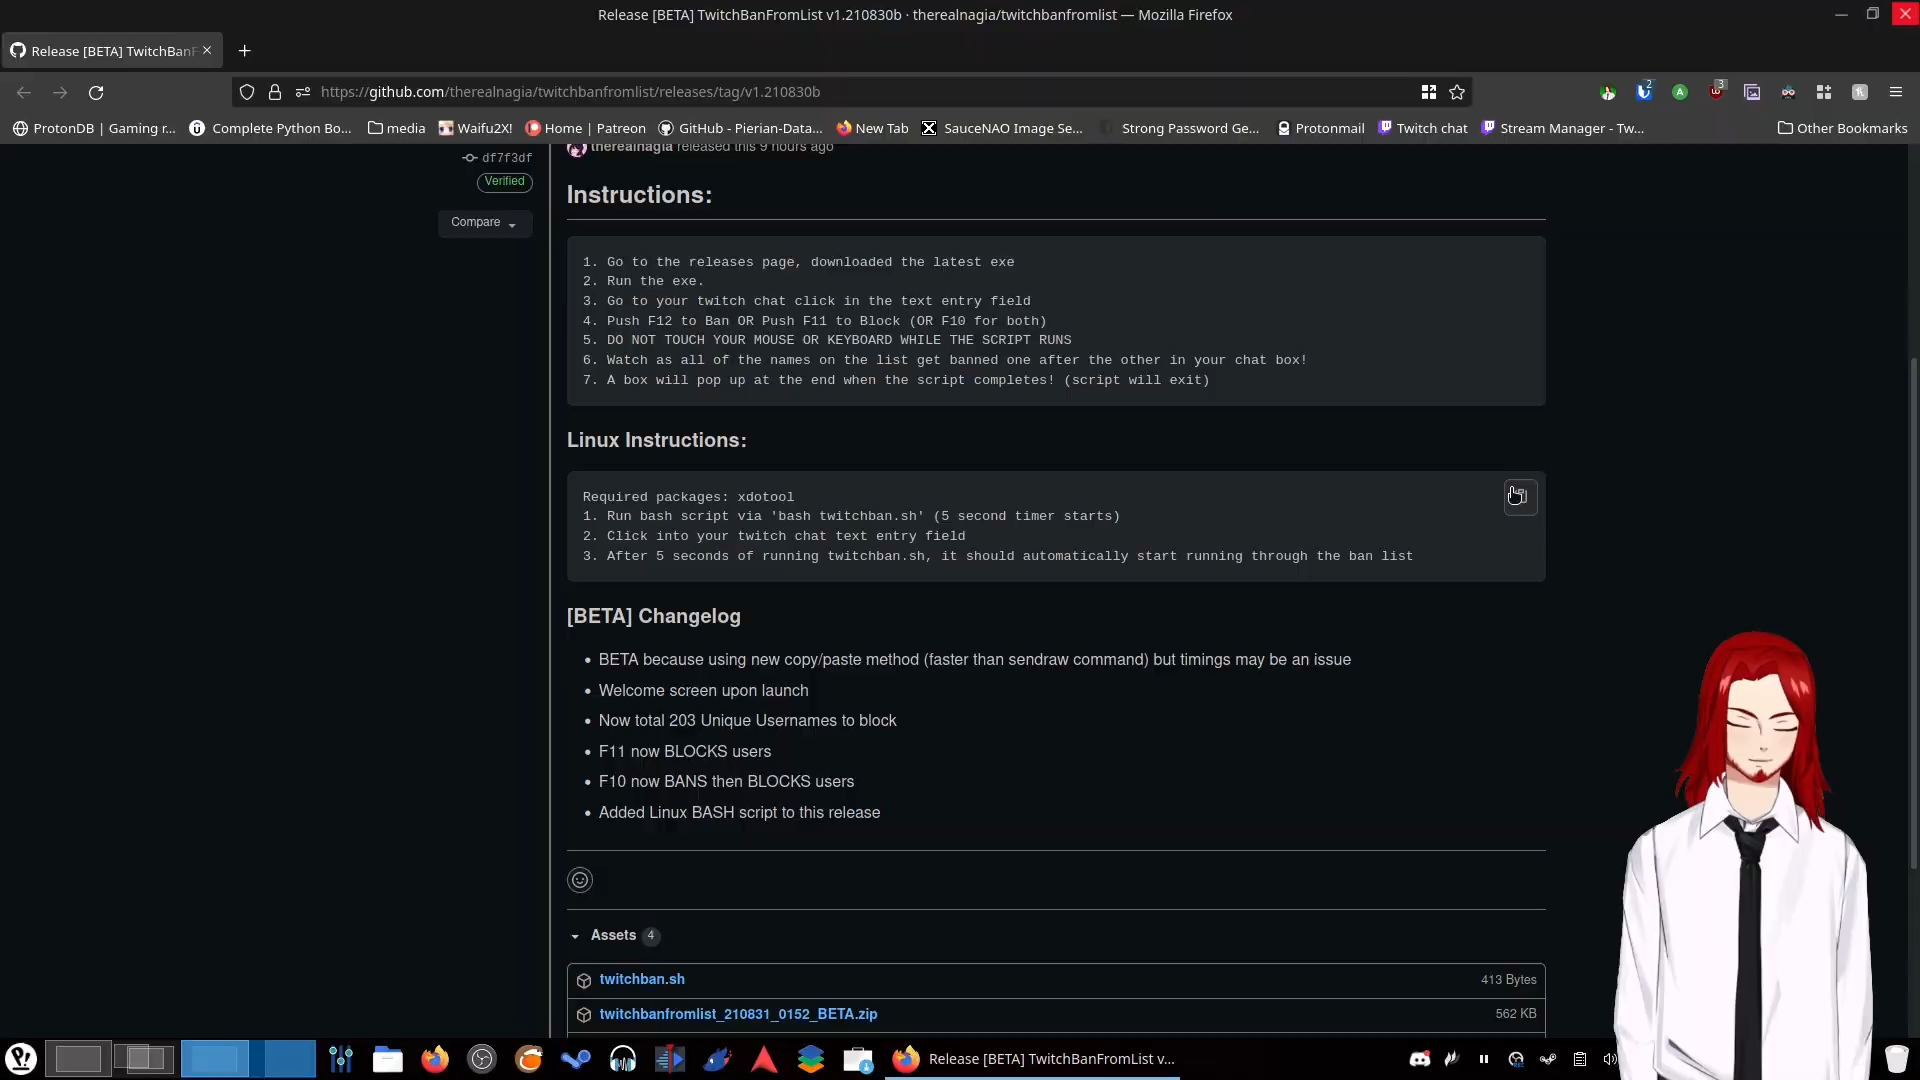 Release [BETA] TwitchBanFromList v1.210830b · therealnagia/twitchbanfromlist — Mozilla Firefox
Release [BETA] TwitchBanF
https://github.com/therealnagia/twitchbanfromlist/releases/tag/v1.210830b
2
3
ProtonDB | Gaming r...
Complete Python Bo...
media
Waifu2X!
Home | Patreon
GitHub - Pierian-Data...
New Tab
SauceNAO Image Se...
Strong Password Ge...
Protonmail
Twitch chat
Stream Manager - Tw...
Other Bookmarks
df7f3df
Verified
Compare
therealnagia released this 9 hours ago
Instructions:
1. Go to the releases page, downloaded the latest exe
2. Run the exe.
3. Go to your twitch chat click in the text entry field
4. Push F12 to Ban OR Push F11 to Block (OR F10 for both)
5. DO NOT TOUCH YOUR MOUSE OR KEYBOARD WHILE THE SCRIPT RUNS
6. Watch as all of the names on the list get banned one after the other in your chat box!
7. A box will pop up at the end when the script completes! (script will exit)
Linux Instructions:
Required packages: xdotool
1. Run bash script via 'bash twitchban.sh' (5 second timer starts)
2. Click into your twitch chat text entry field
3. After 5 seconds of running twitchban.sh, it should automatically start running through the ban list
[BETA] Changelog
• BETA because using new copy/paste method (faster than sendraw command) but timings may be an issue
• Welcome screen upon launch
• Now total 203 Unique Usernames to block
• F11 now BLOCKS users
• F10 now BANS then BLOCKS users
• Added Linux BASH script to this release
Assets 4
twitchban.sh 413 Bytes
twitchbanfromlist_210831_0152_BETA.zip 562 KB
Release [BETA] TwitchBanFromList v...